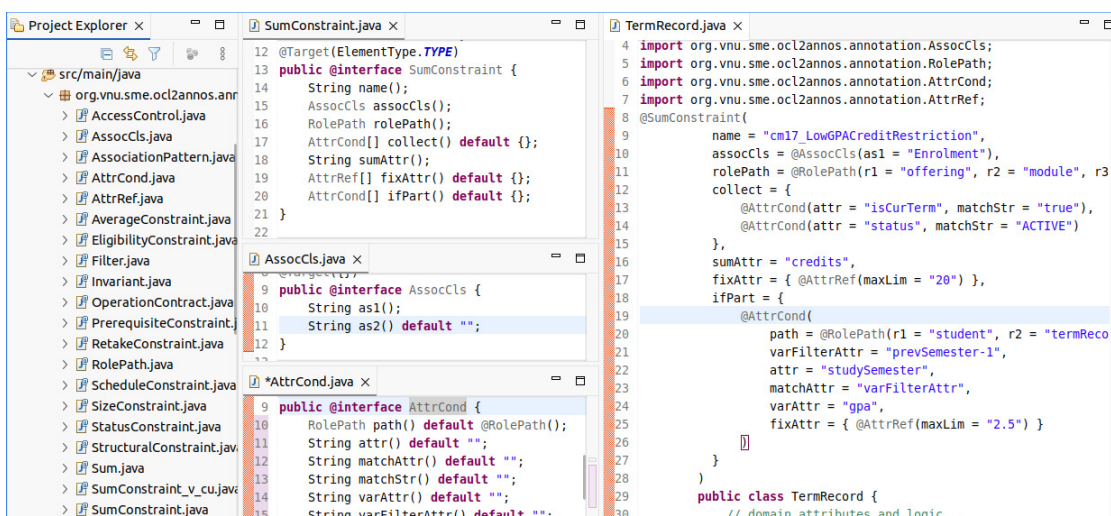 Project Explorer ×
src/main/java
org.vnu.sme.ocl2annos.ann
AccessControl.java
AssocCls.java
AssociationPattern.java
AttrCond.java
AttrRef.java
AverageConstraint.java
EligibilityConstraint.java
Filter.java
Invariant.java
OperationContract.java
PrerequisiteConstraint.j
RetakeConstraint.java
RolePath.java
ScheduleConstraint.java
SizeConstraint.java
StatusConstraint.java
StructuralConstraint.java
Sum.java
SumConstraint_v_cu.java
SumConstraint.java
SumConstraint.java ×
12 @Target(ElementType.TYPE)
13 public @interface SumConstraint {
14 String name();
15 AssocCls assocCls();
16 RolePath rolePath();
17 AttrCond[] collect() default {};
18 String sumAttr();
19 AttrRef[] fixAttr() default {};
20 AttrCond[] ifPart() default {};
21 }
22
AssocCls.java ×
8 @Target({})
9 public @interface AssocCls {
10 String as1();
11 String as2() default "";
12 }
13
*AttrCond.java ×
9 public @interface AttrCond {
10 RolePath path() default @RolePath();
11 String attr() default "";
12 String matchAttr() default "";
13 String matchStr() default "";
14 String varAttr() default "";
15 String varFilterAttr() default "";
TermRecord.java ×
4 import org.vnu.sme.ocl2annos.annotation.AssocCls;
5 import org.vnu.sme.ocl2annos.annotation.RolePath;
6 import org.vnu.sme.ocl2annos.annotation.AttrCond;
7 import org.vnu.sme.ocl2annos.annotation.AttrRef;
8 @SumConstraint(
9 name = "cm17_LowGPACreditRestriction",
10 assocCls = @AssocCls(as1 = "Enrolment"),
11 rolePath = @RolePath(r1 = "offering", r2 = "module", r3
12 collect = {
13 @AttrCond(attr = "isCurTerm", matchStr = "true"),
14 @AttrCond(attr = "status", matchStr = "ACTIVE")
15 },
16 sumAttr = "credits",
17 fixAttr = { @AttrRef(maxLim = "20") },
18 ifPart = {
19 @AttrCond(
20 path = @RolePath(r1 = "student", r2 = "termReco
21 varFilterAttr = "prevSemester-1",
22 attr = "studySemester",
23 matchAttr = "varFilterAttr",
24 varAttr = "gpa",
25 fixAttr = { @AttrRef(maxLim = "2.5") }
26 )
27 }
28 )
29 public class TermRecord {
30 // domain attributes and logic